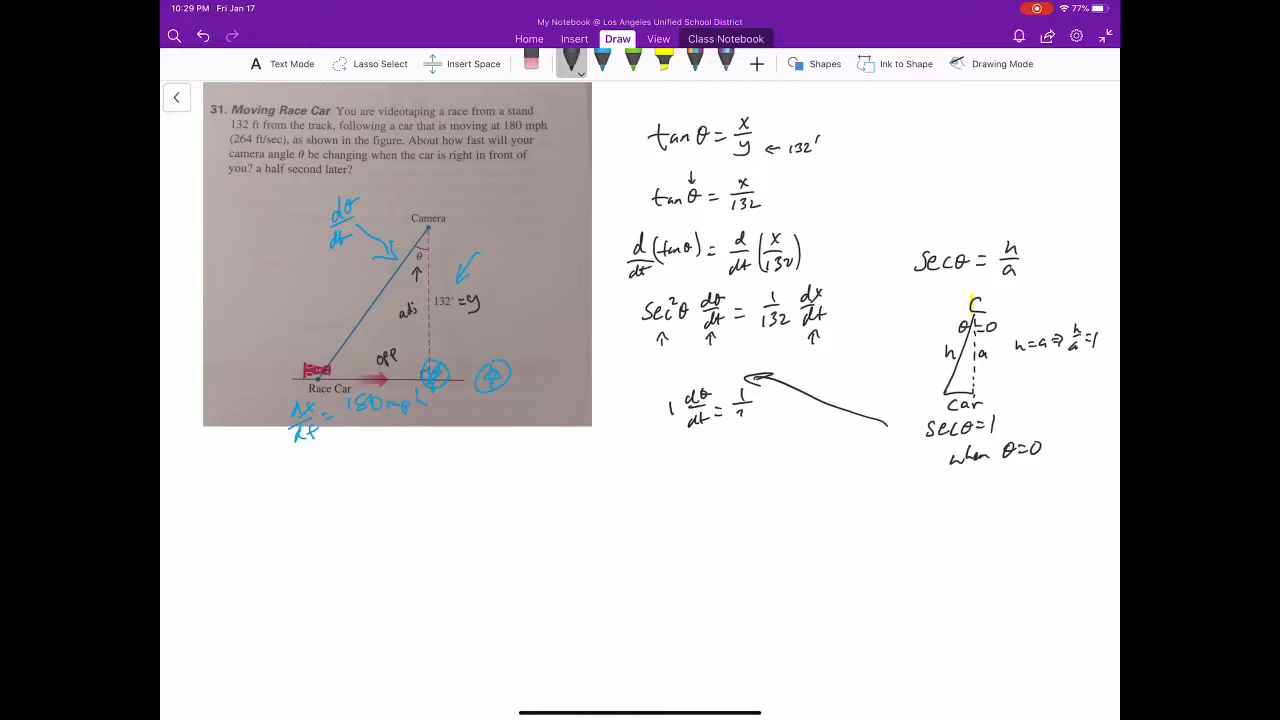 10:29 PM Fri Jan 17
77%
My Notebook @ Los Angeles Unified School District
Home Insert Draw View Class Notebook
A Text Mode Lasso Select Insert Space Shapes Ink to Shape Drawing Mode
31. Moving Race Car You are videotaping a race from a stand
132 ft from the track, following a car that is moving at 180 mph
(264 ft/sec), as shown in the figure. About how fast will your
camera angle θ be changing when the car is right in front of
you? a half second later?
dθ/dt
Camera
θ
132' = y
adj
opp
Race Car
dx/dt = 180 mph
tan θ = x/y ← 132'
tan θ = x/132
d/dt (tan θ) = d/dt (x/132)
sec²θ dθ/dt = 1/132 dx/dt
1 dθ/dt = 1/
sec θ = h/a
C
θ=0
h a
h=a ⇒ h/a = 1
car
sec θ = 1
when θ=0